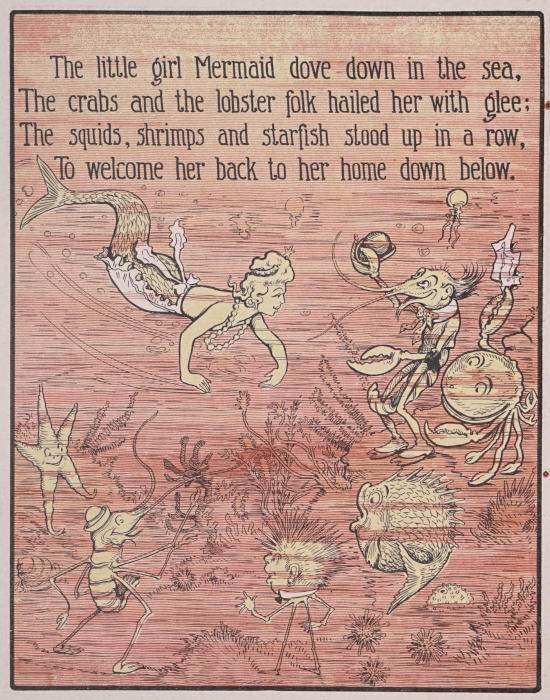 The little girl Mermaid dove down in the sea,
The crabs and the lobster folk hailed her with glee;
The squids, shrimps and starfish stood up in a row,
To welcome her back to her home down below.